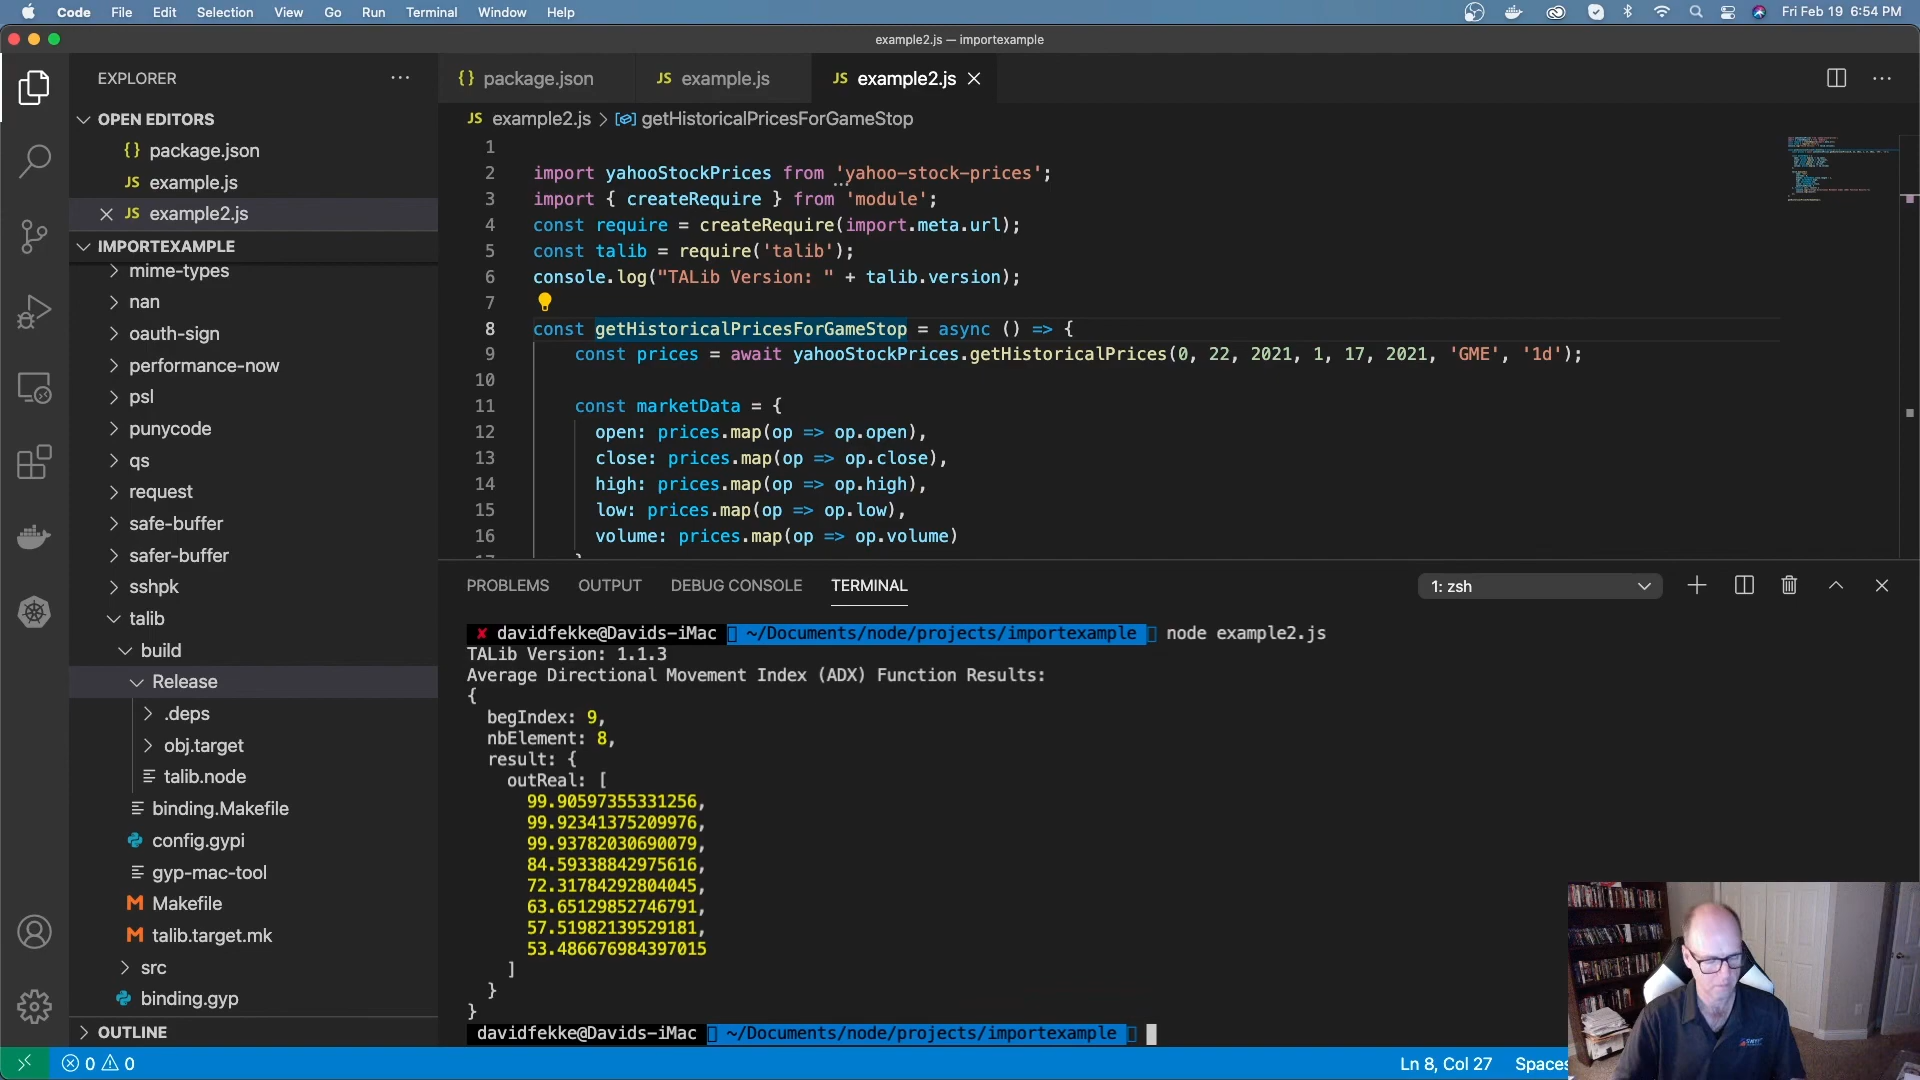 Code File Edit Selection View Go Run Terminal Window Help Fri Feb 19 6:54 PM
example2.js — importexample
EXPLORER
OPEN EDITORS
{} package.json
JS example.js
JS example2.js
IMPORTEXAMPLE
mime-types
nan
oauth-sign
performance-now
psl
punycode
qs
request
safe-buffer
safer-buffer
sshpk
talib
build
Release
.deps
obj.target
talib.node
binding.Makefile
config.gypi
gyp-mac-tool
M Makefile
M talib.target.mk
src
binding.gyp
OUTLINE
{} package.json JS example.js JS example2.js
JS example2.js > getHistoricalPricesForGameStop
1
2 import yahooStockPrices from 'yahoo-stock-prices';
3 import { createRequire } from 'module';
4 const require = createRequire(import.meta.url);
5 const talib = require('talib');
6 console.log("TALib Version: " + talib.version);
7
8 const getHistoricalPricesForGameStop = async () => {
9 const prices = await yahooStockPrices.getHistoricalPrices(0, 22, 2021, 1, 17, 2021, 'GME', '1d');
10
11 const marketData = {
12 open: prices.map(op => op.open),
13 close: prices.map(op => op.close),
14 high: prices.map(op => op.high),
15 low: prices.map(op => op.low),
16 volume: prices.map(op => op.volume)
PROBLEMS OUTPUT DEBUG CONSOLE TERMINAL 1: zsh
✘ davidfekke@Davids-iMac ~/Documents/node/projects/importexample node example2.js
TALib Version: 1.1.3
Average Directional Movement Index (ADX) Function Results:
{
begIndex: 9,
nbElement: 8,
result: {
outReal: [
99.90597355331256,
99.92341375209976,
99.93782030690079,
84.59338842975616,
72.31784292804045,
63.65129852746791,
57.51982139529181,
53.486676984397015
]
}
}
davidfekke@Davids-iMac ~/Documents/node/projects/importexample
0 0 Ln 8, Col 27 Spaces